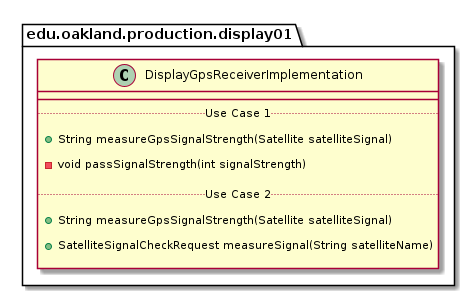 edu.oakland.production.display01
C DisplayGpsReceiverImplementation
Use Case 1
String measureGpsSignalStrength(Satellite satelliteSignal)
void passSignalStrength(int signalStrength)
Use Case 2
String measureGpsSignalStrength(Satellite satelliteSignal)
SatelliteSignalCheckRequest measureSignal(String satelliteName)